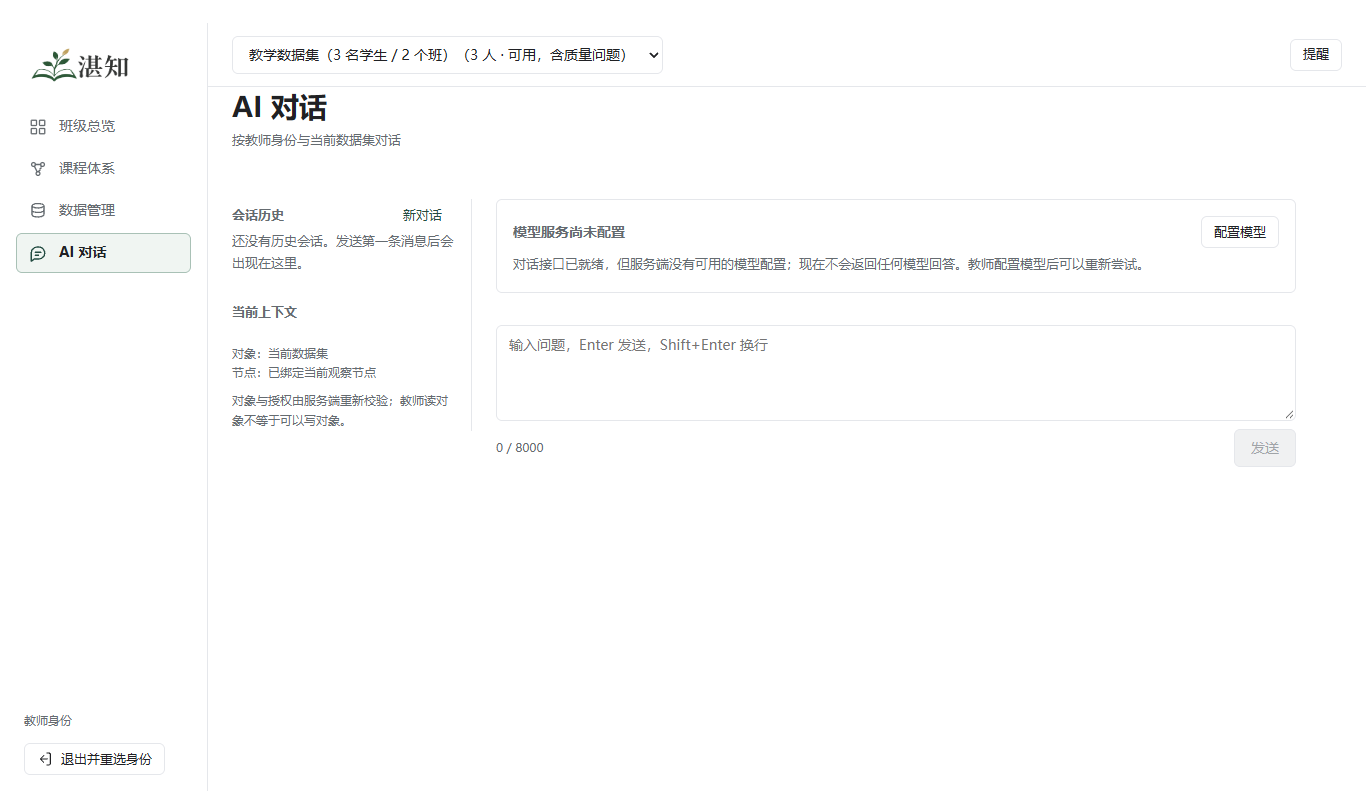 湛知
班级总览
课程体系
数据管理
AI 对话
教师身份
退出并重选身份
教学数据集（3 名学生 / 2 个班）（3 人 · 可用，含质量问题）
提醒
AI 对话
按教师身份与当前数据集对话
会话历史
新对话
还没有历史会话。发送第一条消息后会
出现在这里。
当前上下文
对象：当前数据集
节点：已绑定当前观察节点
对象与授权由服务端重新校验；教师读对
象不等于可以写对象。
模型服务尚未配置
配置模型
对话接口已就绪，但服务端没有可用的模型配置；现在不会返回任何模型回答。教师配置模型后可以重新尝试。
输入问题，Enter 发送，Shift+Enter 换行
0 / 8000
发送